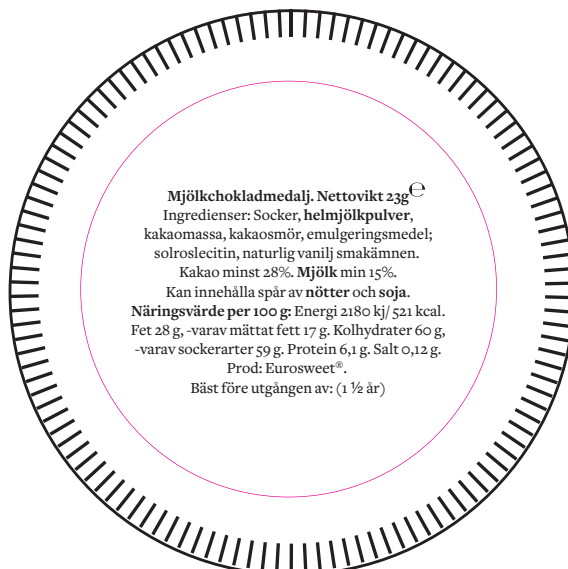 Mjölkchokladmedalj. Nettovikt 23g℮
Ingredienser: Socker, helmjölkpulver,
kakaomassa, kakaosmör, emulgeringsmedel;
solroslecitin, naturlig vanilj smakämnen.
Kakao minst 28%. Mjölk min 15%.
Kan innehålla spår av nötter och soja.
Näringsvärde per 100 g: Energi 2180 kj/ 521 kcal.
Fet 28 g, -varav mättat fett 17 g. Kolhydrater 60 g,
-varav sockerarter 59 g. Protein 6,1 g. Salt 0,12 g.
Prod: Eurosweet®.
Bäst före utgången av: (1 ½ år)